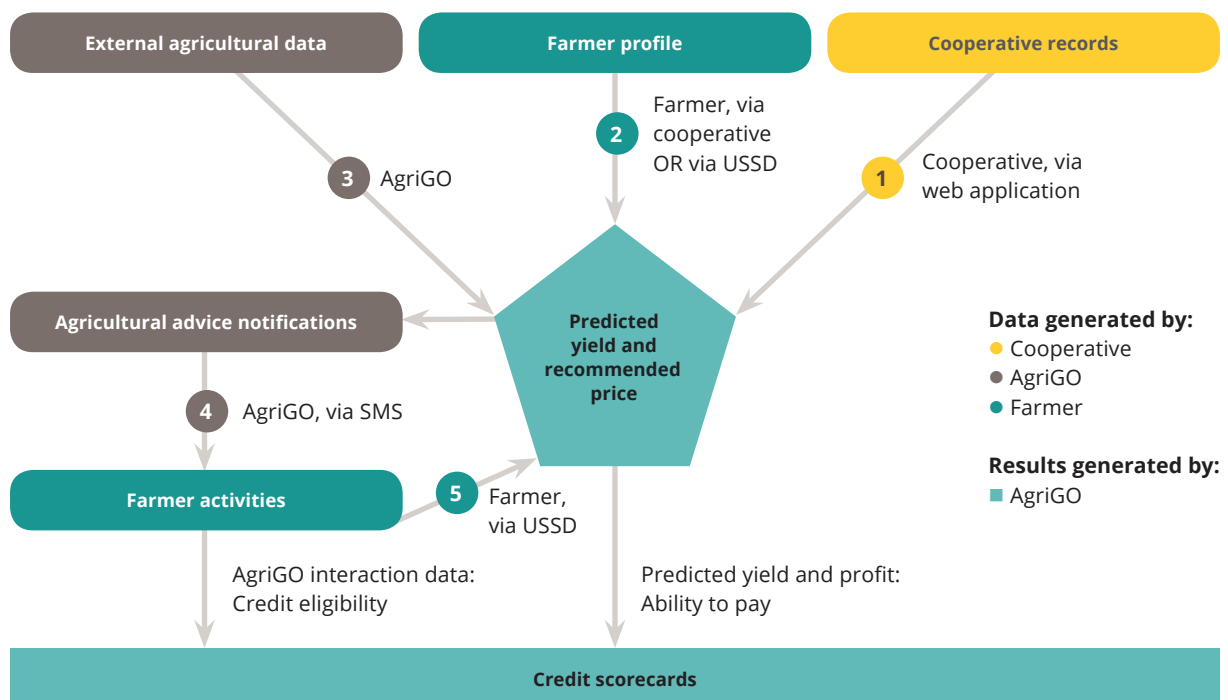 External agricultural data
Farmer profile
Cooperative records
2
Farmer, via
cooperative
OR via USSD
3
AgriGO
1
Cooperative, via
web application
Agricultural advice notifications
Predicted
yield and
recommended
price
Data generated by:
Cooperative
AgriGO
Farmer
4
AgriGO, via SMS
Results generated by:
AgriGO
Farmer activities
5
Farmer,
via USSD
AgriGO interaction data:
Credit eligibility
Predicted yield and profit:
Ability to pay
Credit scorecards